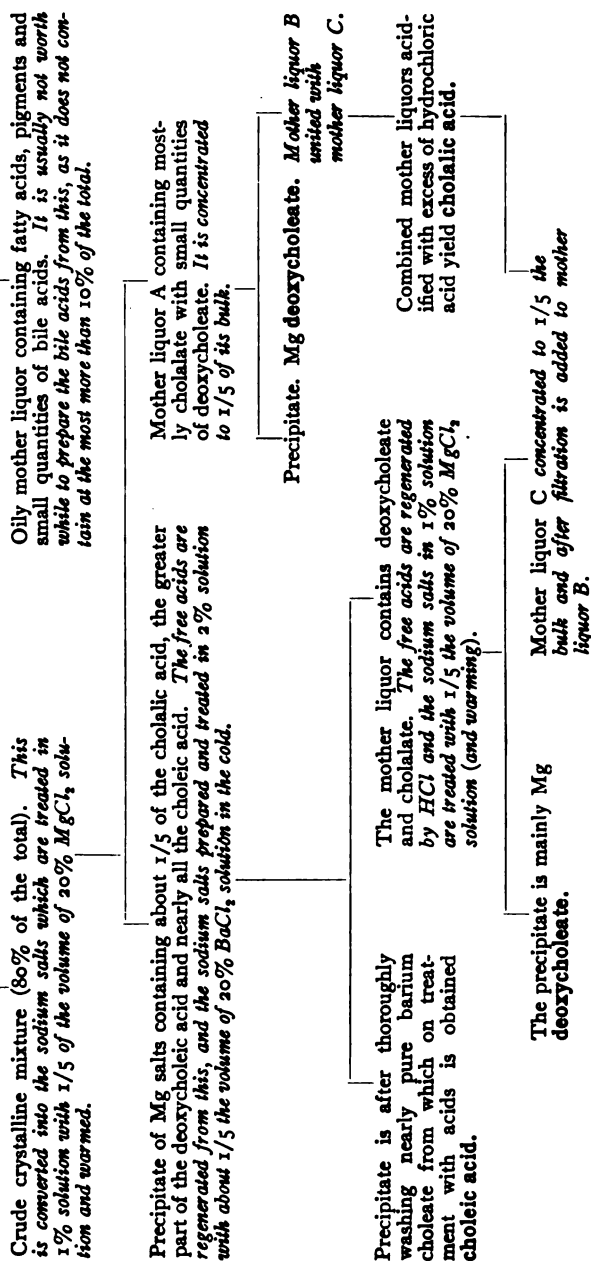 Crude crystalline mixture (80% of the total). This
is converted into the sodium salts which are treated in
1% solution with 1/5 of the volume of 20% MgCl₂ solu-
tion and warmed.
Oily mother liquor containing fatty acids, pigments and
small quantities of bile acids. It is usually not worth
while to prepare the bile acids from this, as it does not con-
tain at the most more than 10% of the total.
Precipitate of Mg salts containing about 1/5 of the cholalic acid, the greater
part of the deoxycholeic acid and nearly all the choleic acid. The free acids are
regenerated from this, and the sodium salts prepared and treated in 2% solution
with about 1/5 the volume of 20% BaCl₂ solution in the cold.
Mother liquor A containing most-
ly cholalate with small quantities
of deoxycholeate. It is concentrated
to 1/5 of its bulk.
Precipitate. Mg deoxycholeate.
Mother liquor B
united with
mother liquor C.
Precipitate is after thoroughly
washing nearly pure barium
choleate from which on treat-
ment with acids is obtained
choleic acid.
The mother liquor contains deoxycholeate
and cholalate. The free acids are regenerated
by HCl and the sodium salts in 1% solution
are treated with 1/5 the volume of 20% MgCl₂
solution (and warming).
Combined mother liquors acid-
ified with excess of hydrochloric
acid yield cholalic acid.
The precipitate is mainly Mg
deoxycholeate.
Mother liquor C concentrated to 1/5 the
bulk and after filtration is added to mother
liquor B.